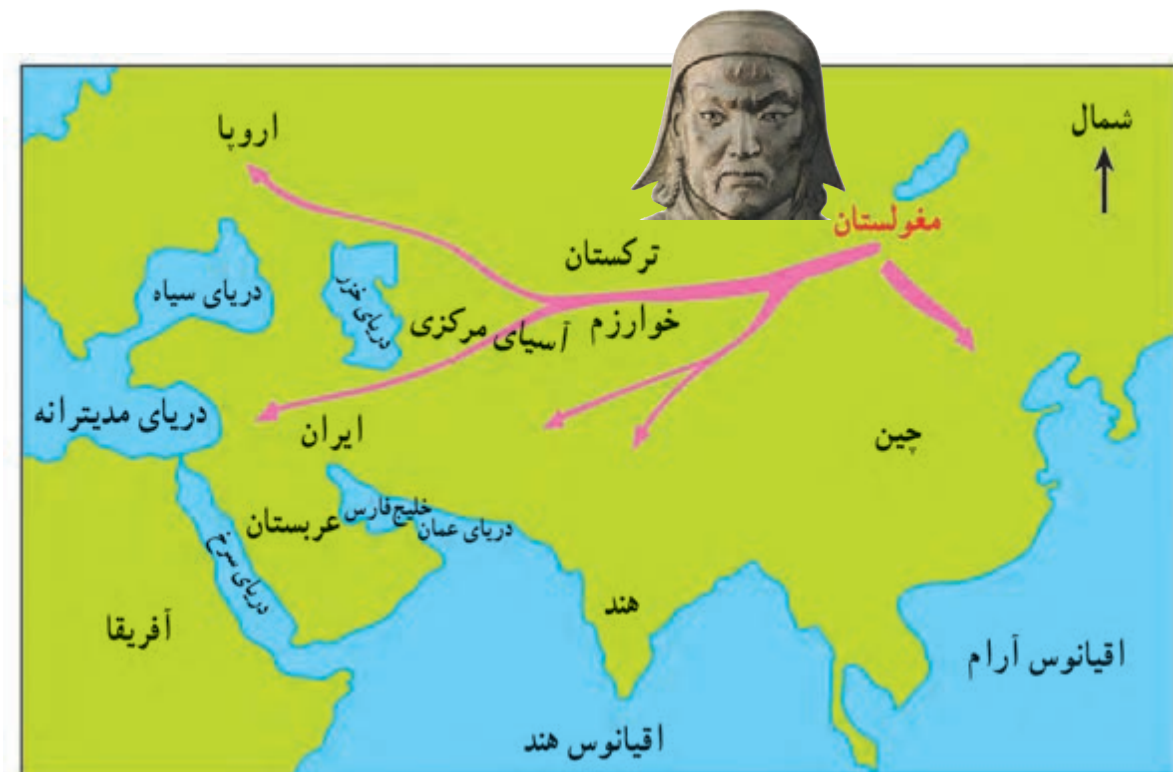 شمال
اروپا
مغولستان
ترکستان
دریای سیاه
دریای خزر
خوارزم
آسیای مرکزی
دریای مدیترانه
ایران
چین
خلیج فارس
دریای عمان
عربستان
دریای سرخ
هند
آفریقا
اقیانوس آرام
اقیانوس هند